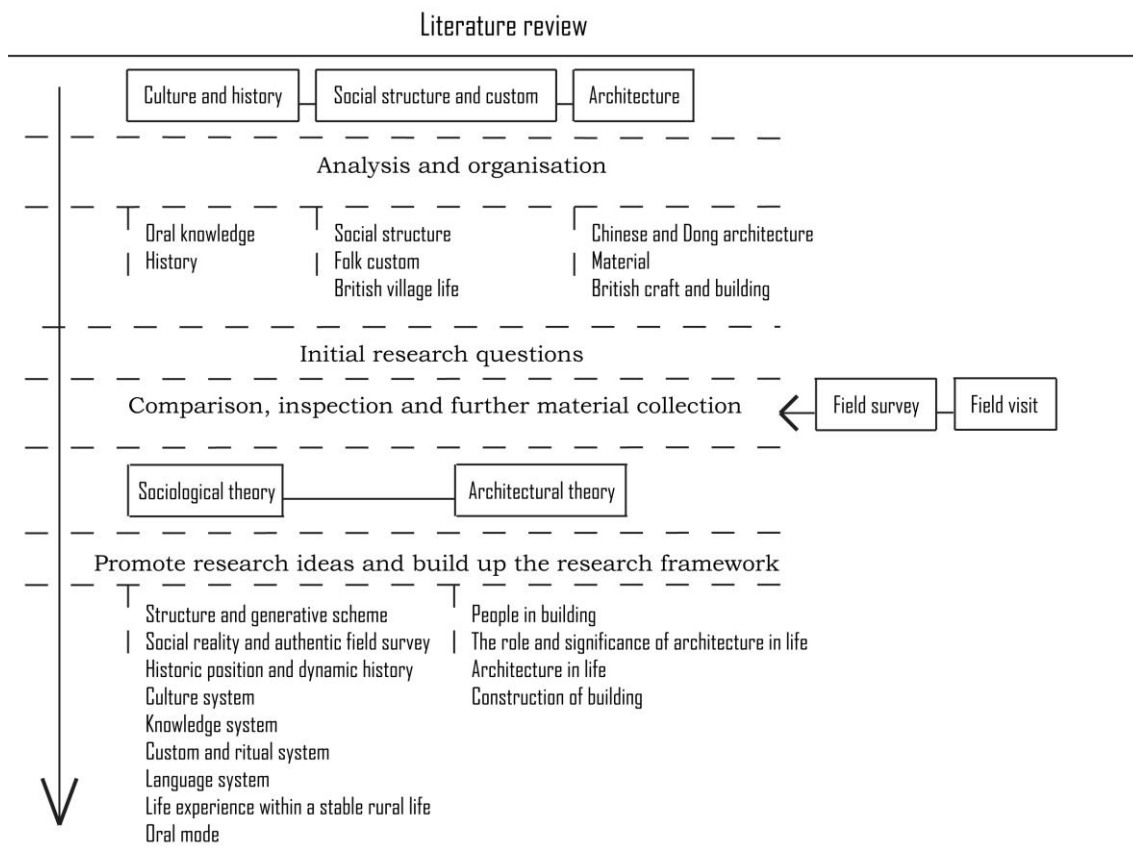 Literature review
Culture and history
Social structure and custom
Architecture
Analysis and organisation
Oral knowledge
History
Social structure
Folk custom
British village life
Chinese and Dong architecture
Material
British craft and building
Initial research questions
Comparison, inspection and further material collection
Field survey
Field visit
Sociological theory
Architectural theory
Promote research ideas and build up the research framework
Structure and generative scheme
Social reality and authentic field survey
Historic position and dynamic history
Culture system
Knowledge system
Custom and ritual system
Language system
Life experience within a stable rural life
Oral mode
People in building
The role and significance of architecture in life
Architecture in life
Construction of building